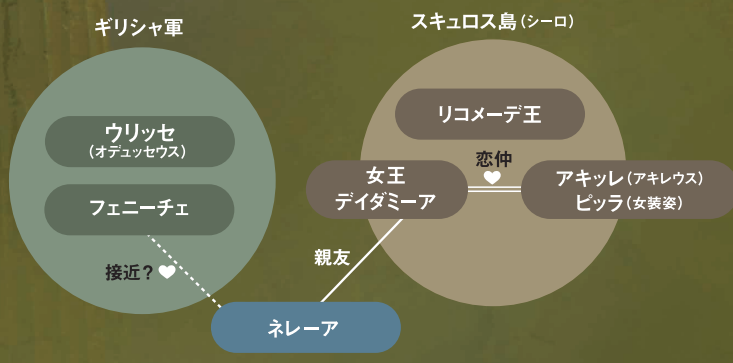 ギリシャ軍
ウリッセ
(オデュッセウス)
フェニーチェ
接近?
スキュロス島(シーロ)
リコメーデ王
女王
デイダミーア
恋仲
アキッレ(アキレウス)
ピッラ(女装姿)
親友
ネレーア